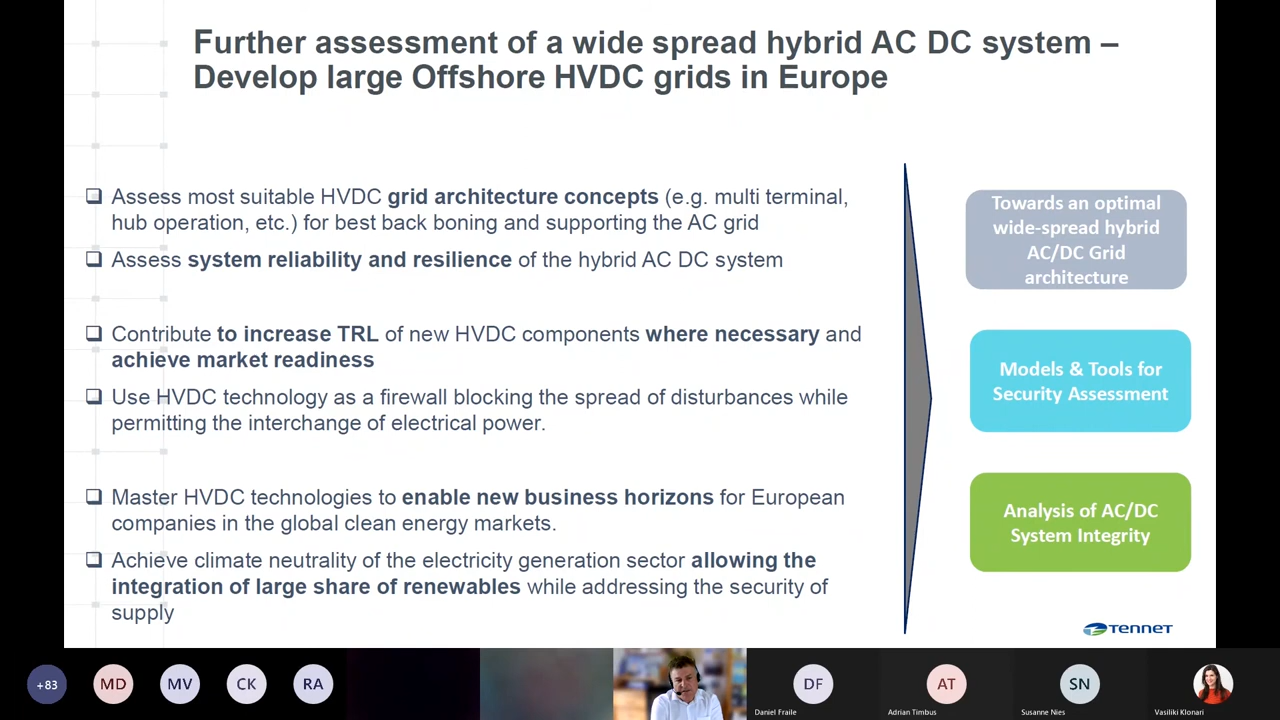 Further assessment of a wide spread hybrid AC DC system –
Develop large Offshore HVDC grids in Europe
❑ Assess most suitable HVDC grid architecture concepts (e.g. multi terminal,
hub operation, etc.) for best back boning and supporting the AC grid
❑ Assess system reliability and resilience of the hybrid AC DC system
❑ Contribute to increase TRL of new HVDC components where necessary and
achieve market readiness
❑ Use HVDC technology as a firewall blocking the spread of disturbances while
permitting the interchange of electrical power.
❑ Master HVDC technologies to enable new business horizons for European
companies in the global clean energy markets.
❑ Achieve climate neutrality of the electricity generation sector allowing the
integration of large share of renewables while addressing the security of
supply
Towards an optimal
wide-spread hybrid
AC/DC Grid
architecture
Models & Tools for
Security Assessment
Analysis of AC/DC
System Integrity
TENNET
+83
MD
MV
CK
RA
DF
Daniel Fraile
AT
Adrian Timbus
SN
Susanne Nies
Vasiliki Klonari